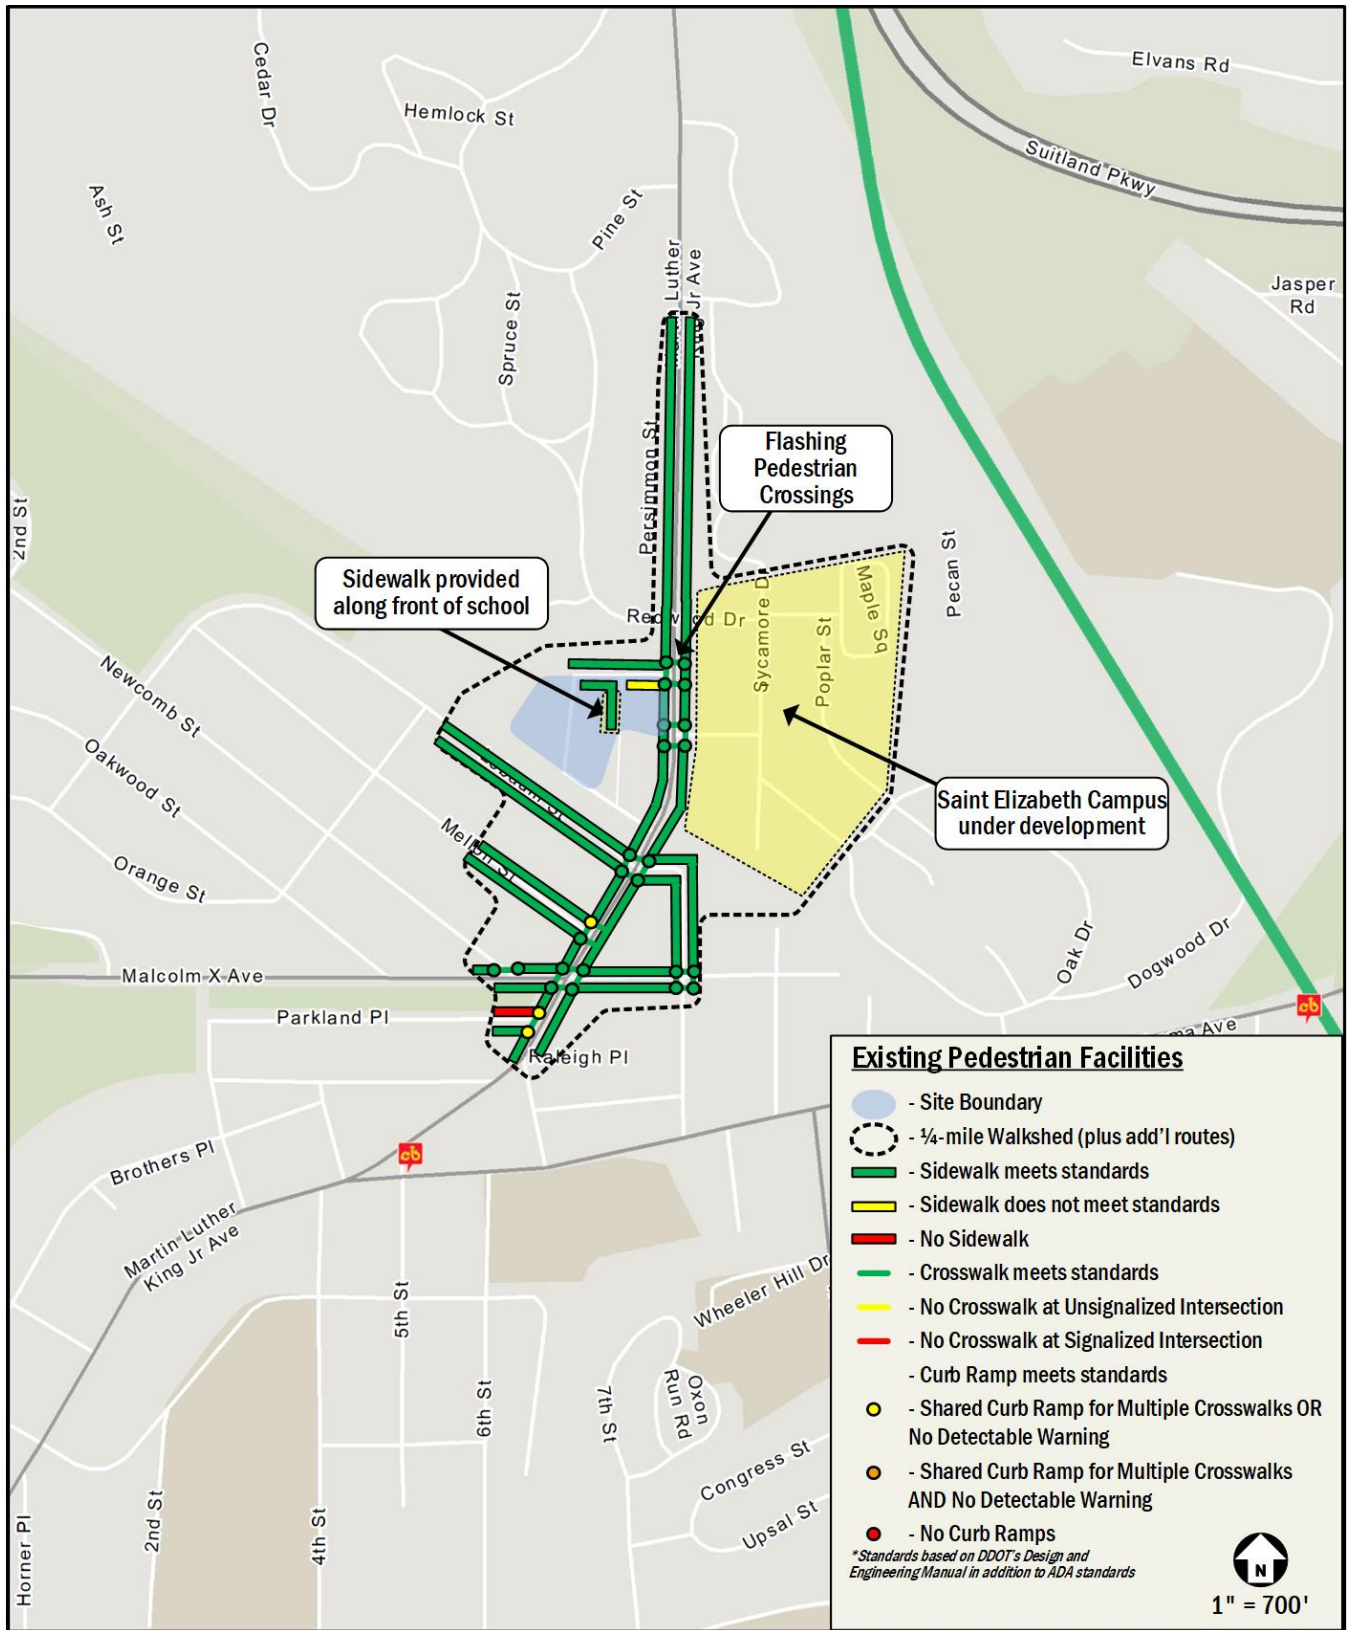 Elvans Rd
Cedar Dr
Hemlock St
Suitland Pkwy
Ash St
Pine St
Martin Luther
King Jr Ave
Jasper
Rd
Spruce St
Persimmon St
Flashing
Pedestrian
Crossings
2nd St
Pecan St
Sidewalk provided
along front of school
Maple Sq
Redwood Dr
Sycamore D
Poplar St
Newcomb St
Oakwood St
Saint Elizabeth Campus
under development
Orange St
Oak Dr
Dogwood Dr
Malcolm X Ave
Parkland Pl
Raleigh Pl
ma Ave
cb
cb
Brothers Pl
Martin Luther
King Jr Ave
5th St
Wheeler Hill Dr
6th St
7th St
Oxon
Run Rd
Congress St
Upsal St
Horner Pl
2nd St
4th St
Existing Pedestrian Facilities
- Site Boundary
- ¼-mile Walkshed (plus add'l routes)
- Sidewalk meets standards
- Sidewalk does not meet standards
- No Sidewalk
- Crosswalk meets standards
- No Crosswalk at Unsignalized Intersection
- No Crosswalk at Signalized Intersection
- Curb Ramp meets standards
- Shared Curb Ramp for Multiple Crosswalks OR
No Detectable Warning
- Shared Curb Ramp for Multiple Crosswalks
AND No Detectable Warning
- No Curb Ramps
*Standards based on DDOT's Design and
Engineering Manual in addition to ADA standards
N
1" = 700'